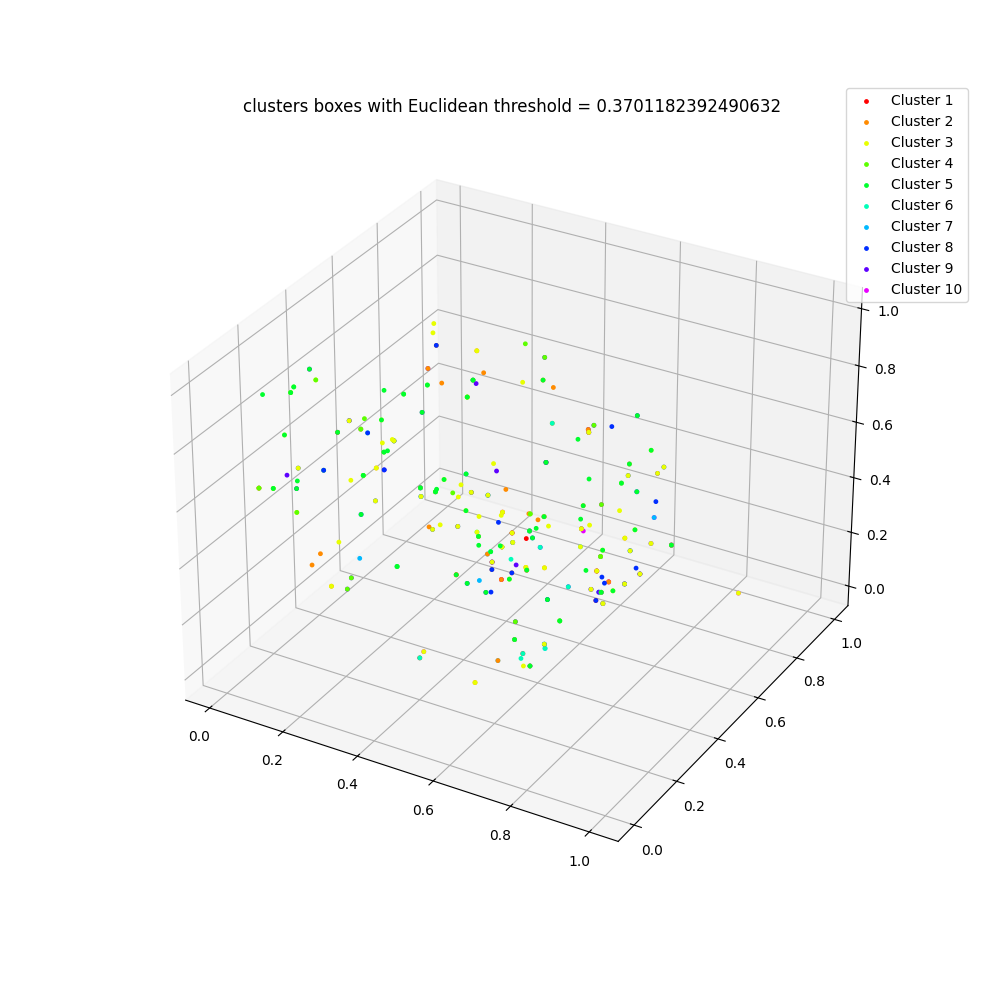 clusters boxes with Euclidean threshold = 0.3701182392490632
Cluster 1
Cluster 2
Cluster 3
Cluster 4
Cluster 5
Cluster 6
Cluster 7
Cluster 8
Cluster 9
Cluster 10
1.0
0.8
0.6
0.4
0.2
0.0
1.0
0.8
0.6
0.4
0.2
0.0
0.0
0.2
0.4
0.6
0.8
1.0